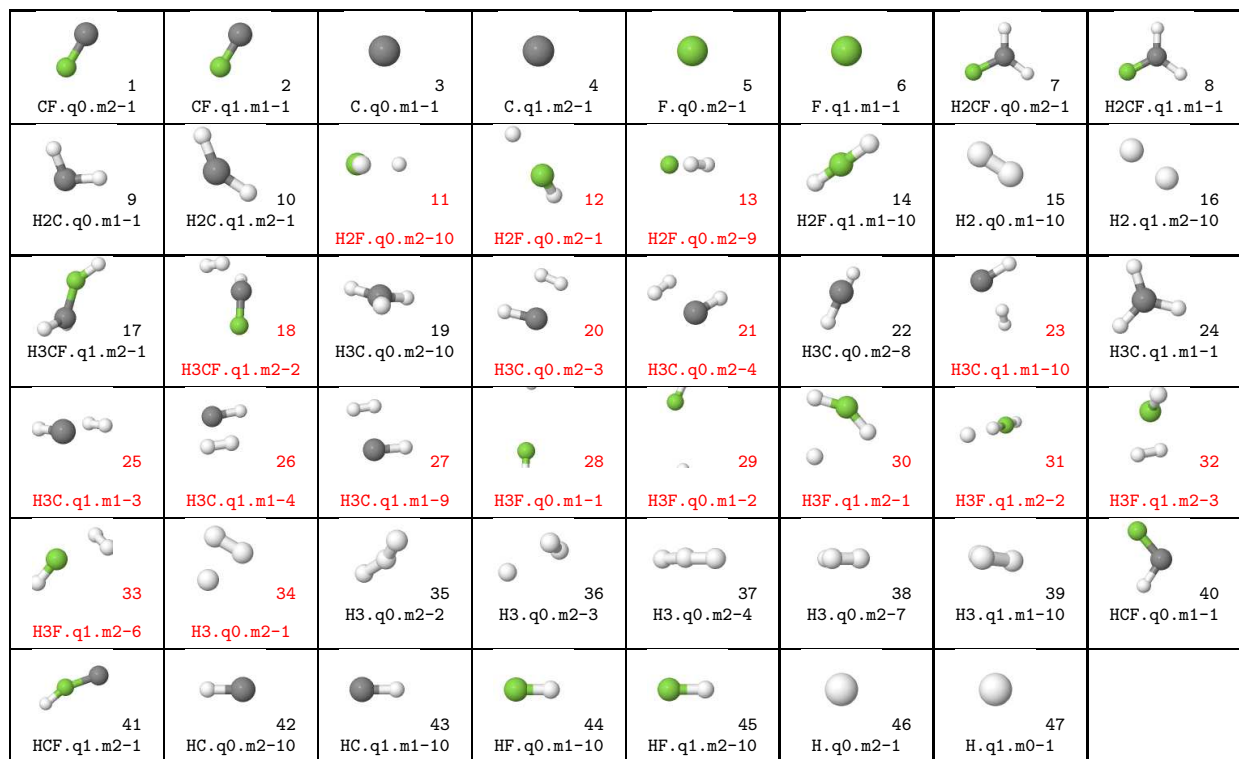 1 2 3 4 5 6 7 8
CF.q0.m2-1 CF.q1.m1-1 C.q0.m1-1 C.q1.m2-1 F.q0.m2-1 F.q1.m1-1 H2CF.q0.m2-1 H2CF.q1.m1-1
9 10 11 12 13 14 15 16
H2C.q0.m1-1 H2C.q1.m2-1 H2F.q0.m2-10 H2F.q0.m2-1 H2F.q0.m2-9 H2F.q1.m1-10 H2.q0.m1-10 H2.q1.m2-10
17 18 19 20 21 22 23 24
H3CF.q1.m2-1 H3CF.q1.m2-2 H3C.q0.m2-10 H3C.q0.m2-3 H3C.q0.m2-4 H3C.q0.m2-8 H3C.q1.m1-10 H3C.q1.m1-1
25 26 27 28 29 30 31 32
H3C.q1.m1-3 H3C.q1.m1-4 H3C.q1.m1-9 H3F.q0.m1-1 H3F.q0.m1-2 H3F.q1.m2-1 H3F.q1.m2-2 H3F.q1.m2-3
33 34 35 36 37 38 39 40
H3F.q1.m2-6 H3.q0.m2-1 H3.q0.m2-2 H3.q0.m2-3 H3.q0.m2-4 H3.q0.m2-7 H3.q1.m1-10 HCF.q0.m1-1
41 42 43 44 45 46 47
HCF.q1.m2-1 HC.q0.m2-10 HC.q1.m1-10 HF.q0.m1-10 HF.q1.m2-10 H.q0.m2-1 H.q1.m0-1